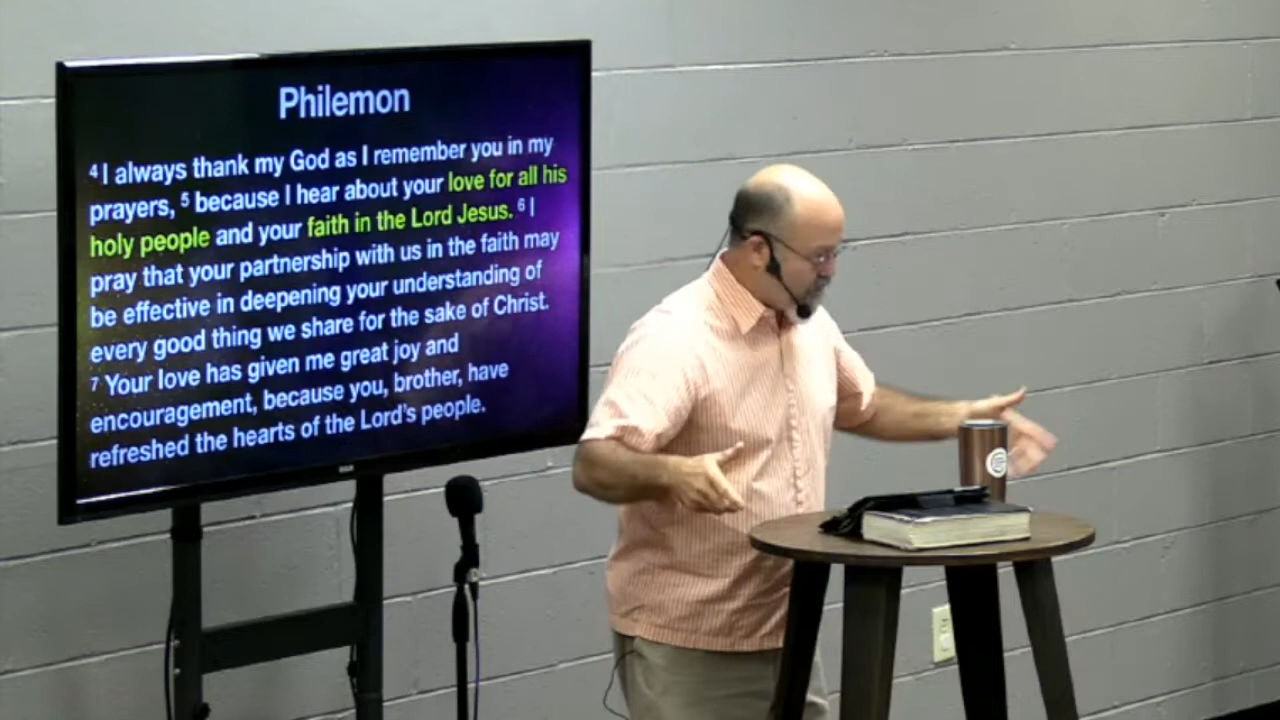 Philemon
⁴ I always thank my God as I remember you in my
prayers, ⁵ because I hear about your love for all his
holy people and your faith in the Lord Jesus. ⁶ I
pray that your partnership with us in the faith may
be effective in deepening your understanding of
every good thing we share for the sake of Christ.
⁷ Your love has given me great joy and
encouragement, because you, brother, have
refreshed the hearts of the Lord's people.
RCA